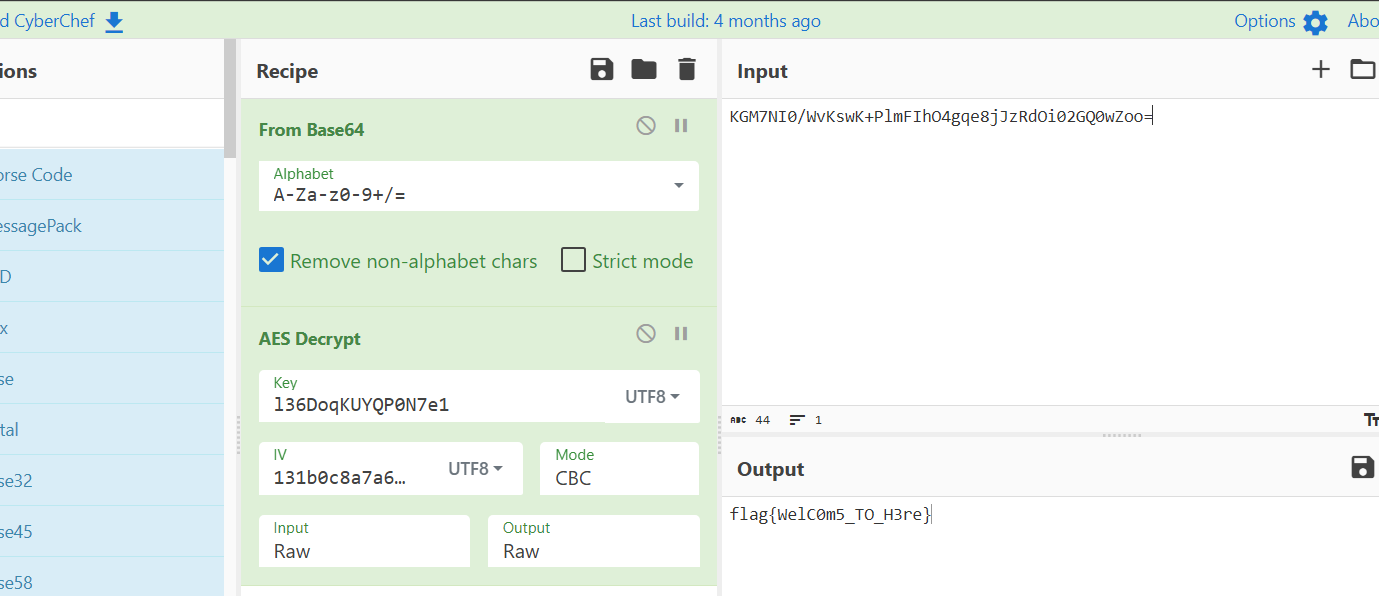 d CyberChef
Last build: 4 months ago
Options
Abo
ions
Recipe
Input
orse Code
essagePack
D
x
se
tal
se32
se45
se58
From Base64
Alphabet
A-Za-z0-9+/=
Remove non-alphabet chars
Strict mode
AES Decrypt
Key
l36DoqKUYQP0N7e1
UTF8
IV
131b0c8a7a6…
UTF8
Mode
CBC
Input
Raw
Output
Raw
KGM7NI0/WvKswK+PlmFIhO4gqe8jJzRdOi02GQ0wZoo=
ABC 44
1
Tт
Output
flag{WelC0m5_TO_H3re}